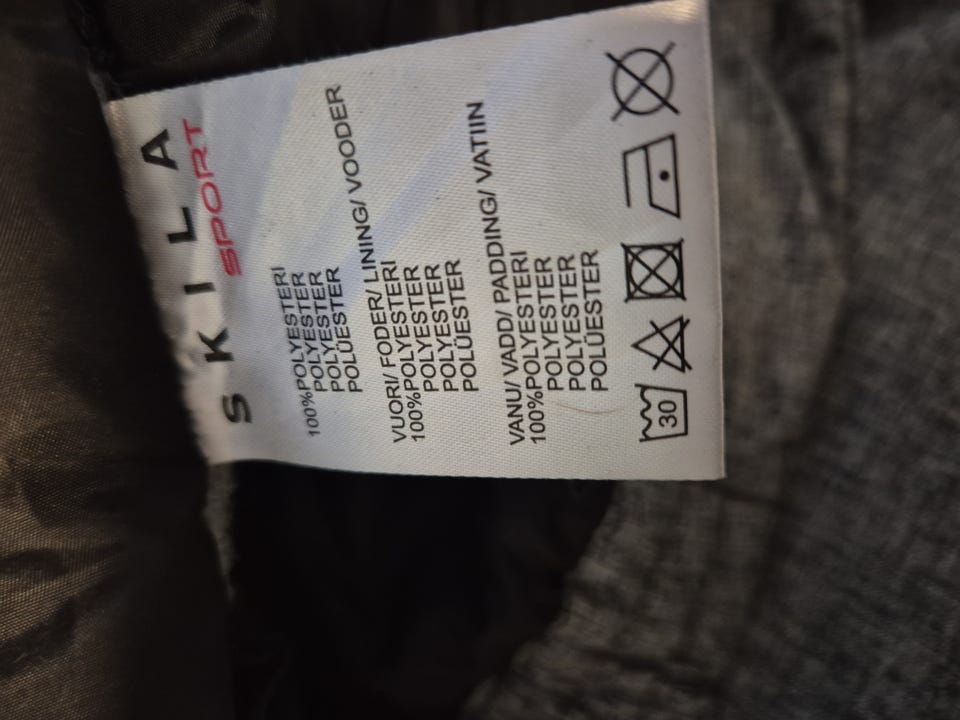 SKILA
SPORT
100%POLYESTERI
POLYESTER
POLYESTER
POLÜESTER
VUORI/ FODER/ LINING/ VOODER
100%POLYESTERI
POLYESTER
POLYESTER
POLÜESTER
VANU/ VADD/ PADDING/ VATIIN
100%POLYESTERI
POLYESTER
POLYESTER
POLÜESTER
30